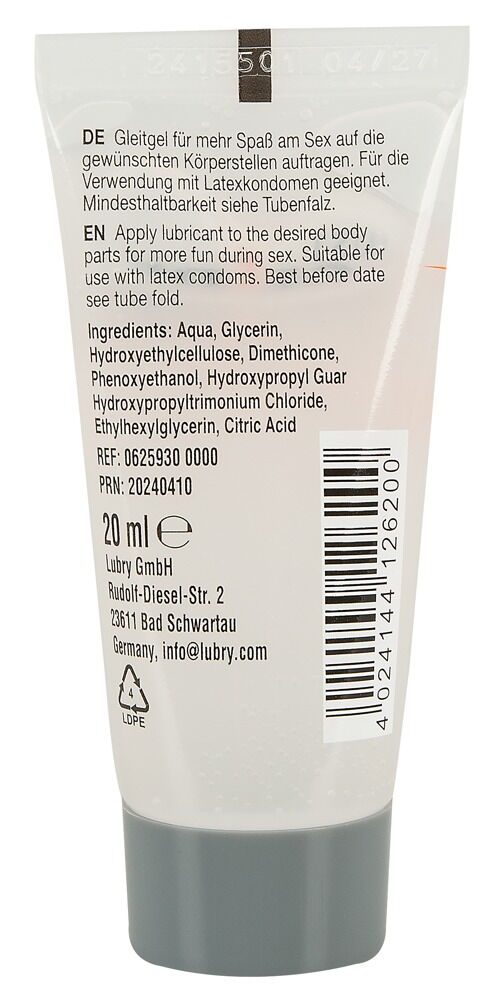 2415501 04/27
DE Gleitgel für mehr Spaß am Sex auf die
gewünschten Körperstellen auftragen. Für die
Verwendung mit Latexkondomen geeignet.
Mindesthaltbarkeit siehe Tubenfalz.
EN Apply lubricant to the desired body
parts for more fun during sex. Suitable for
use with latex condoms. Best before date
see tube fold.
Ingredients: Aqua, Glycerin,
Hydroxyethylcellulose, Dimethicone,
Phenoxyethanol, Hydroxypropyl Guar
Hydroxypropyltrimonium Chloride,
Ethylhexylglycerin, Citric Acid
REF: 0625930 0000
PRN: 20240410
20 ml ℮
Lubry GmbH
Rudolf-Diesel-Str. 2
23611 Bad Schwartau
Germany, info@lubry.com
4
LDPE
4 024144 126200